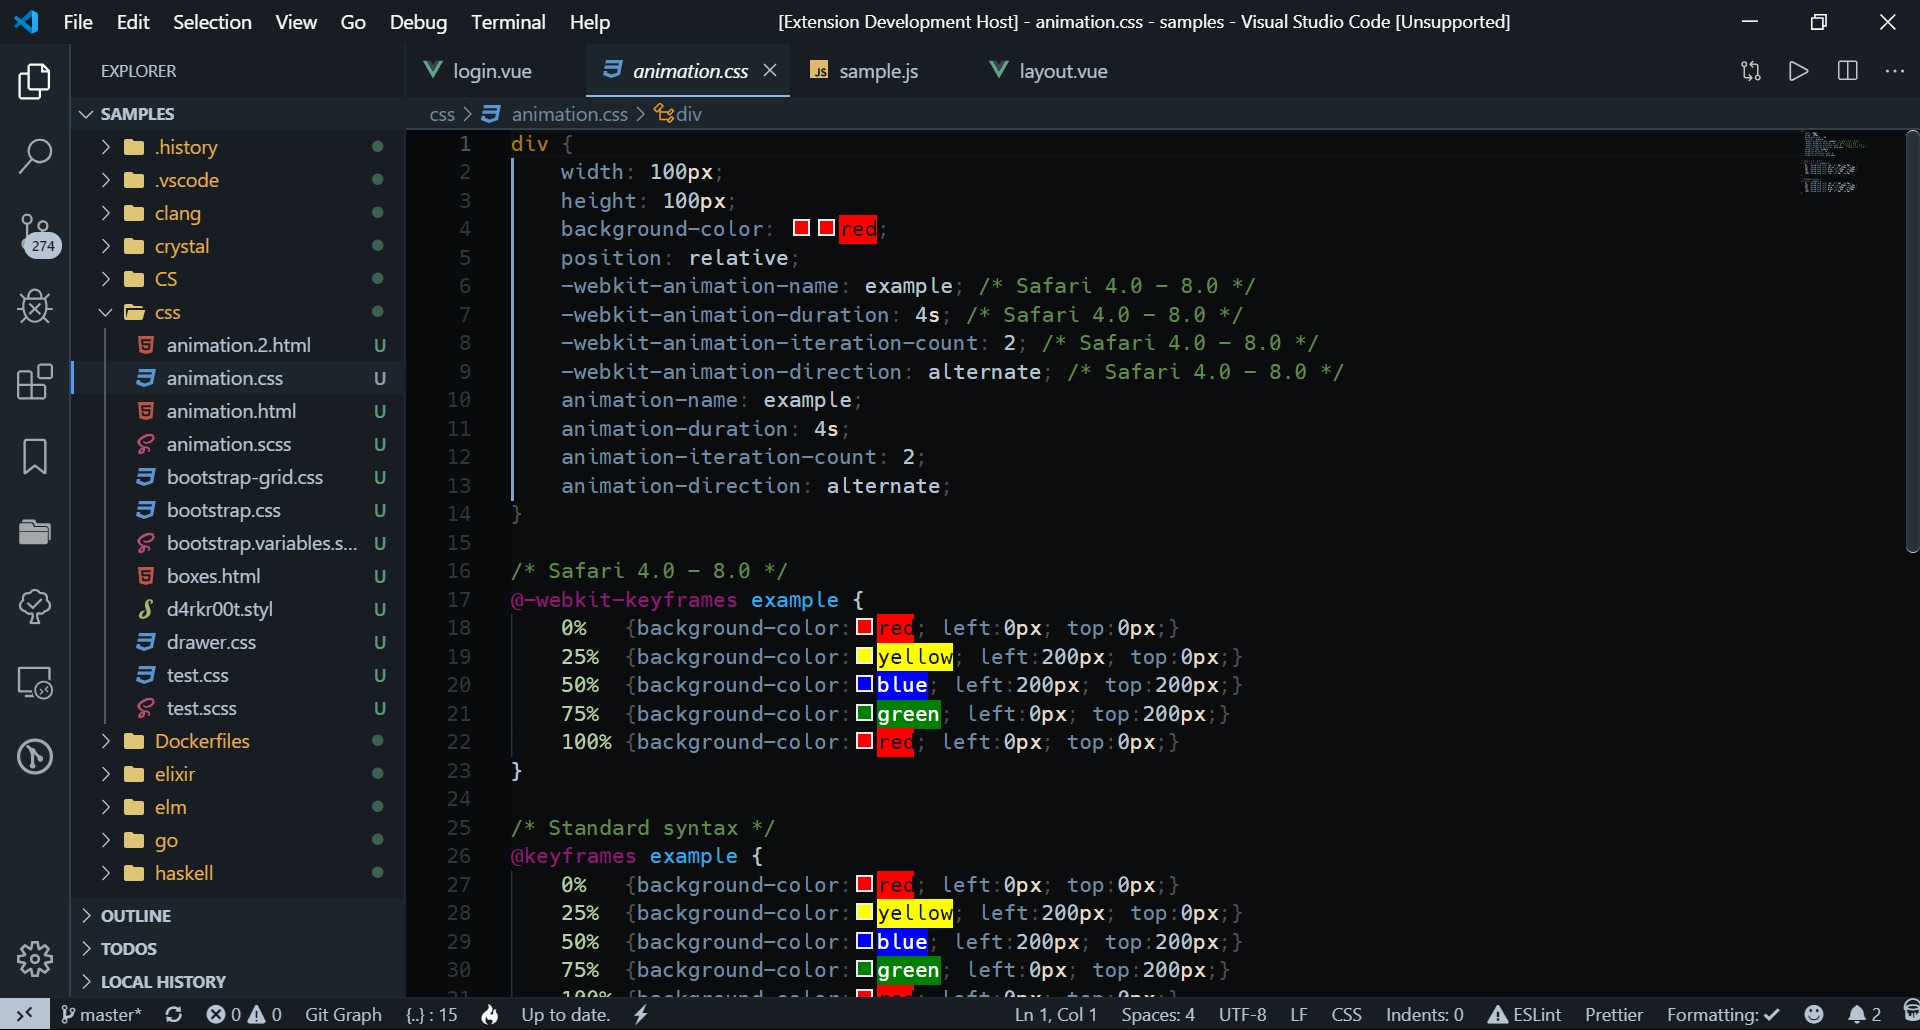 File Edit Selection View Go Debug Terminal Help [Extension Development Host] - animation.css - samples - Visual Studio Code [Unsupported]
EXPLORER
login.vue animation.css JS sample.js layout.vue
SAMPLES
css > animation.css > div
.history
.vscode
clang
crystal
274
CS
css
animation.2.html U
animation.css U
animation.html U
animation.scss U
bootstrap-grid.css U
bootstrap.css U
bootstrap.variables.s... U
boxes.html U
d4rkr00t.styl U
drawer.css U
test.css U
test.scss U
Dockerfiles
elixir
elm
go
haskell
OUTLINE
TODOS
LOCAL HISTORY
1 div {
2 width: 100px;
3 height: 100px;
4 background-color: red;
5 position: relative;
6 -webkit-animation-name: example; /* Safari 4.0 - 8.0 */
7 -webkit-animation-duration: 4s; /* Safari 4.0 - 8.0 */
8 -webkit-animation-iteration-count: 2; /* Safari 4.0 - 8.0 */
9 -webkit-animation-direction: alternate; /* Safari 4.0 - 8.0 */
10 animation-name: example;
11 animation-duration: 4s;
12 animation-iteration-count: 2;
13 animation-direction: alternate;
14 }
15
16 /* Safari 4.0 - 8.0 */
17 @-webkit-keyframes example {
18 0% {background-color:red; left:0px; top:0px;}
19 25% {background-color:yellow; left:200px; top:0px;}
20 50% {background-color:blue; left:200px; top:200px;}
21 75% {background-color:green; left:0px; top:200px;}
22 100% {background-color:red; left:0px; top:0px;}
23 }
24
25 /* Standard syntax */
26 @keyframes example {
27 0% {background-color:red; left:0px; top:0px;}
28 25% {background-color:yellow; left:200px; top:0px;}
29 50% {background-color:blue; left:200px; top:200px;}
30 75% {background-color:green; left:0px; top:200px;}
31 100% {background-color:red; left:0px; top:0px;}
master* 0 0 Git Graph {..} : 15 Up to date. Ln 1, Col 1 Spaces: 4 UTF-8 LF CSS Indents: 0 ESLint Prettier Formatting: ✓ 2